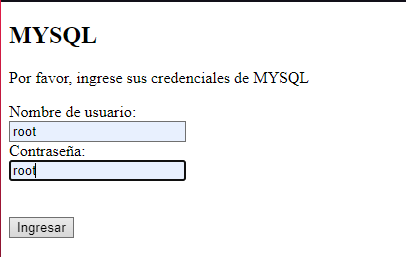 MYSQL
Por favor, ingrese sus credenciales de MYSQL
Nombre de usuario:
root
Contraseña:
root
Ingresar